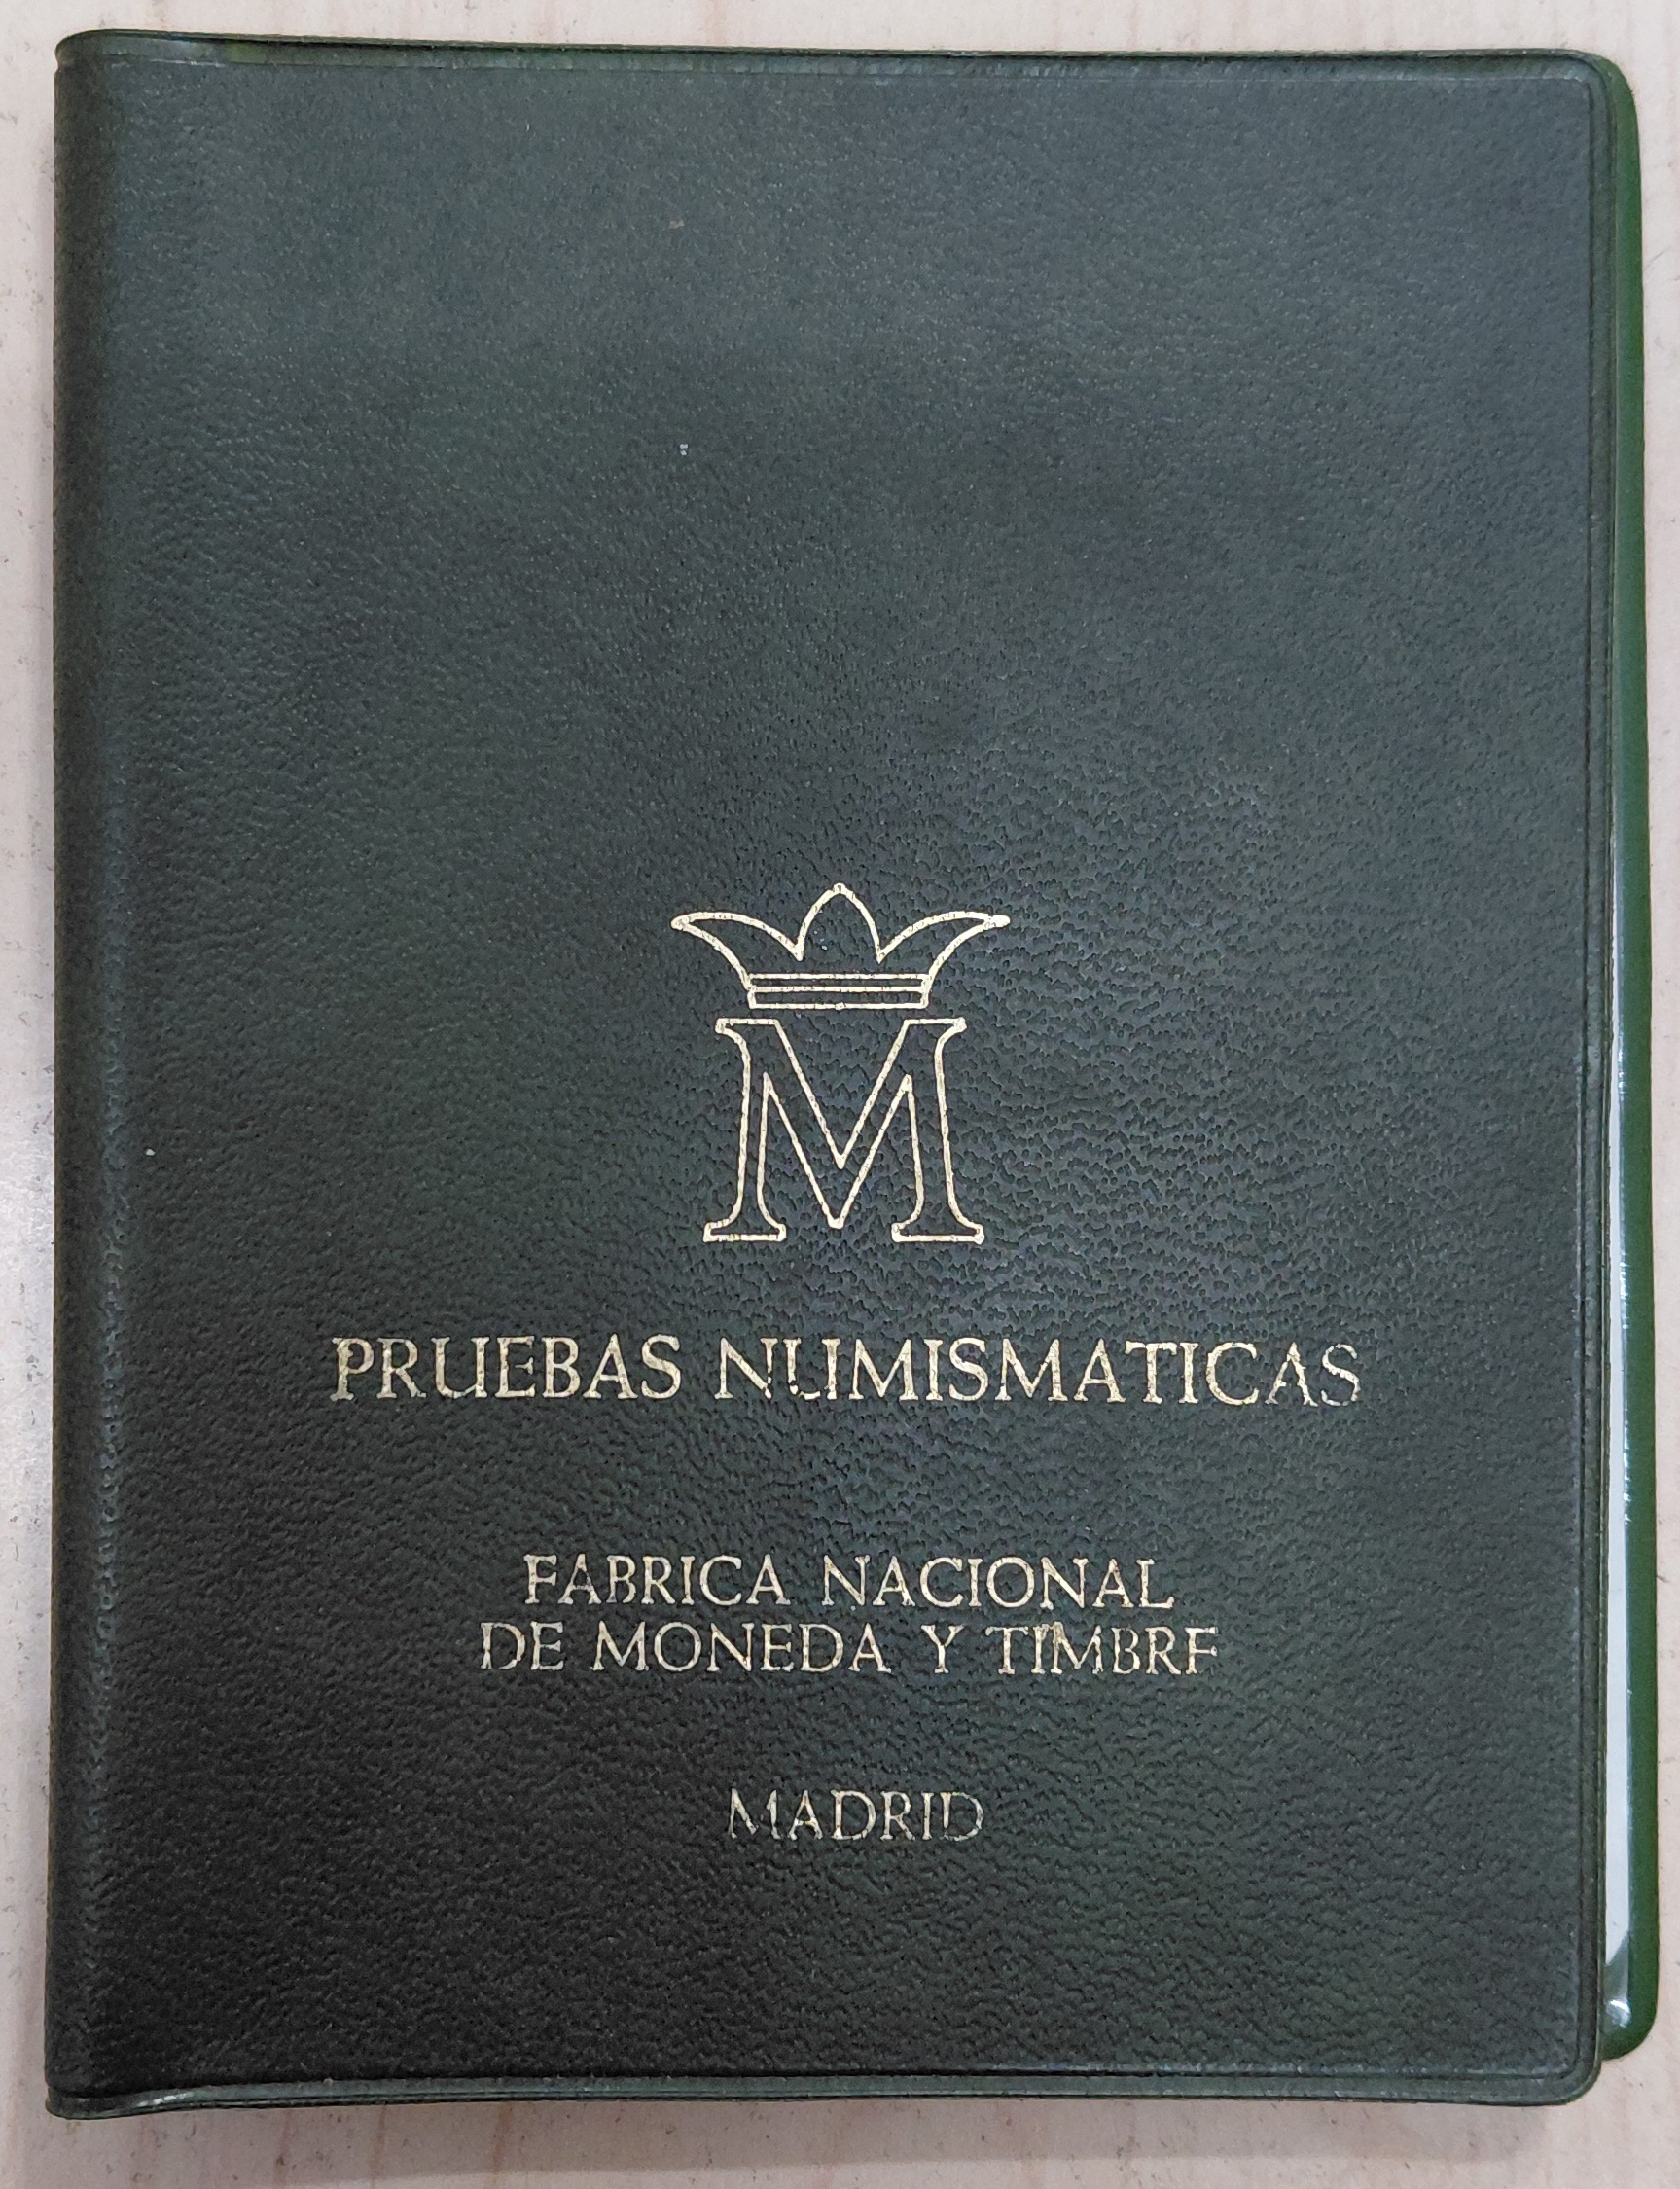 M
PRUEBAS NUMISMATICAS
FABRICA NACIONAL
DE MONEDA Y TIMBRE
MADRID